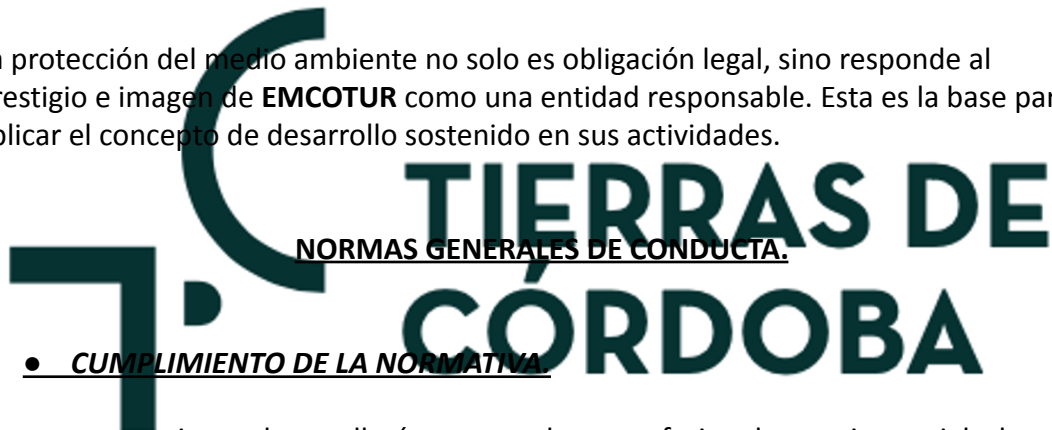 protección del medio ambiente no solo es obligación legal, sino responde al
restigio e imagen de EMCOTUR como una entidad responsable. Esta es la base par
plicar el concepto de desarrollo sostenido en sus actividades.
TIERRAS DE
NORMAS GENERALES DE CONDUCTA.
CÓRDOBA
● CUMPLIMIENTO DE LA NORMATIVA.